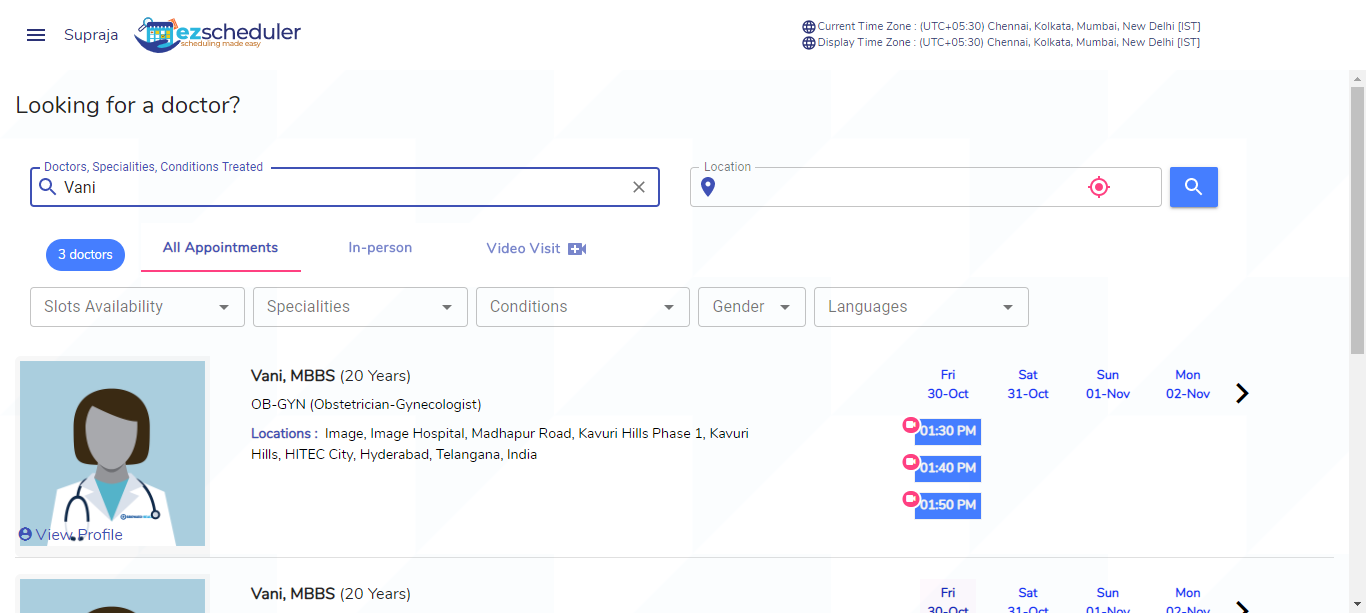 Supraja
ezscheduler
scheduling made easy
Current Time Zone : (UTC+05:30) Chennai, Kolkata, Mumbai, New Delhi [IST]
Display Time Zone : (UTC+05:30) Chennai, Kolkata, Mumbai, New Delhi [IST]
Looking for a doctor?
Doctors, Specialities, Conditions Treated
Vani
Location
3 doctors
All Appointments
In-person
Video Visit
Slots Availability
Specialities
Conditions
Gender
Languages
Vani, MBBS (20 Years)
OB-GYN (Obstetrician-Gynecologist)
Locations : Image, Image Hospital, Madhapur Road, Kavuri Hills Phase 1, Kavuri
Hills, HITEC City, Hyderabad, Telangana, India
View Profile
Fri Sat Sun Mon
30-Oct 31-Oct 01-Nov 02-Nov
01:30 PM
01:40 PM
01:50 PM
Vani, MBBS (20 Years)
Fri Sat Sun Mon
30-Oct 31-Oct 01-Nov 02-Nov